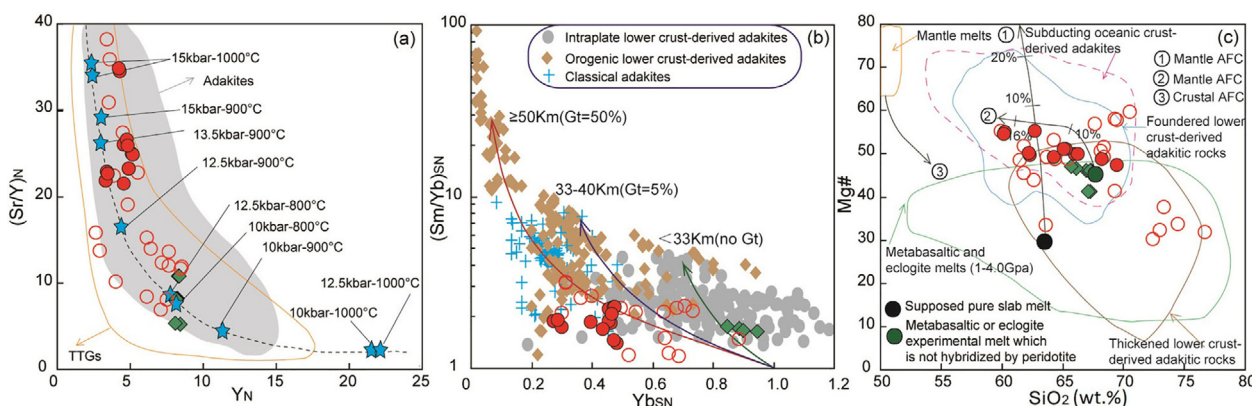 (a)
40
30
20
10
0
(Sr/Y)N
0
5
10
15
20
25
YN
15kbar-1000°C
Adakites
15kbar-900°C
13.5kbar-900°C
12.5kbar-900°C
12.5kbar-800°C
10kbar-800°C
10kbar-900°C
12.5kbar-1000°C
10kbar-1000°C
TTGs
(b)
100
10
1
(Sm/Yb)SN
0
0.2
0.4
0.6
0.8
1.0
1.2
YbSN
Intraplate lower crust-derived adakites
Orogenic lower crust-derived adakites
Classical adakites
≥50Km(Gt=50%)
33-40Km(Gt=5%)
<33Km(no Gt)
(c)
80
70
60
50
40
30
20
10
0
Mg#
50
60
70
80
SiO2 (wt.%)
Mantle melts
1
Subducting oceanic crust-
derived adakites
1 Mantle AFC
2 Mantle AFC
3 Crustal AFC
20%
10%
2
16%
10%
3
Foundered lower
crust-derived
adakitic rocks
Metabasaltic and
eclogite melts (1-4.0Gpa)
Supposed pure slab melt
Metabasaltic or eclogite
experimental melt which
is not hybridized by peridotite
Thickened lower crust-
derived adakitic rocks